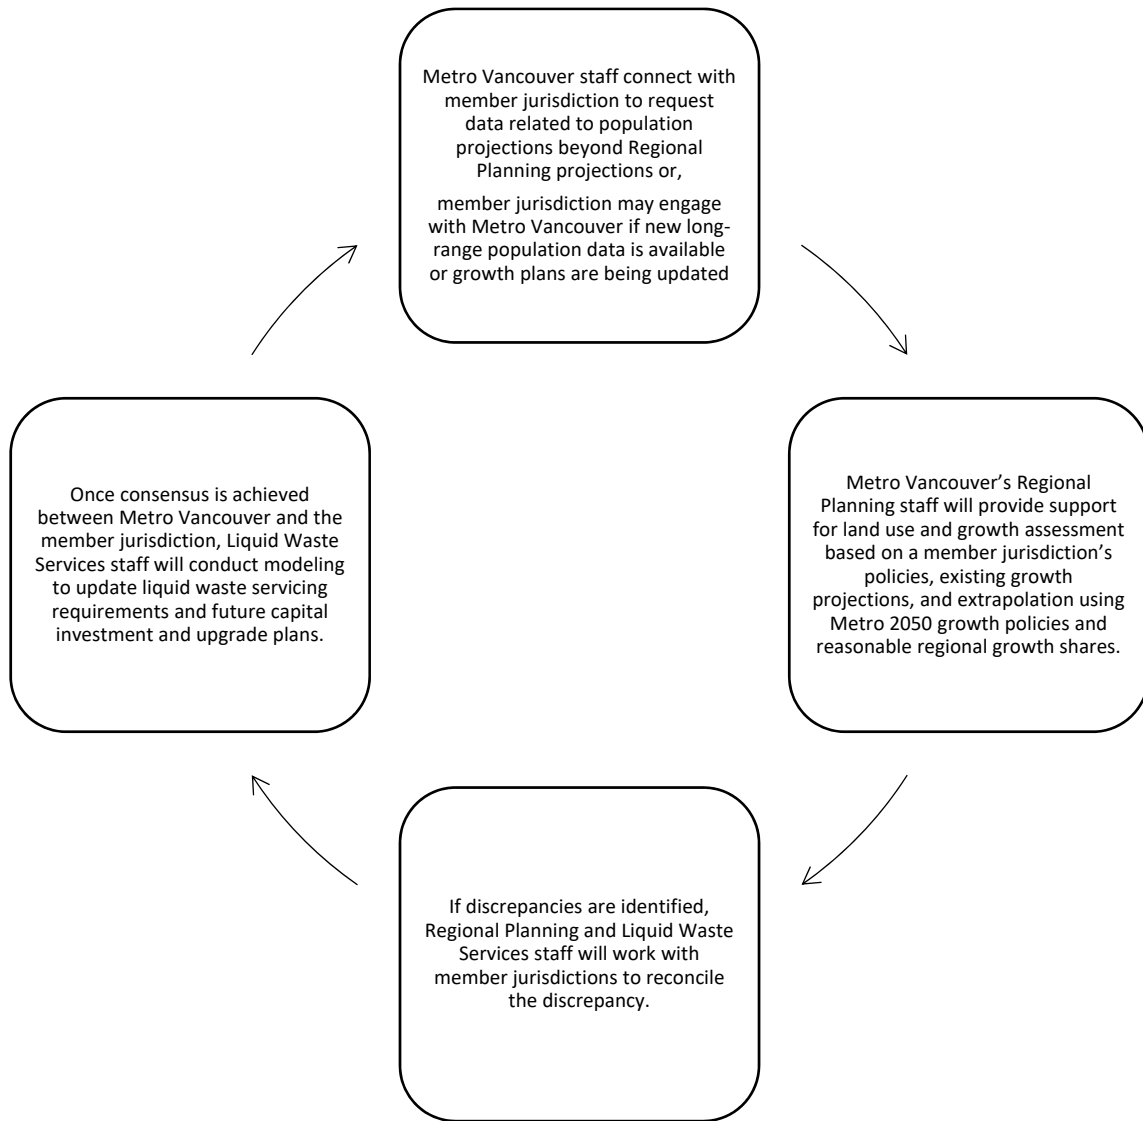 Metro Vancouver staff connect with
member jurisdiction to request
data related to population
projections beyond Regional
Planning projections or,
member jurisdiction may engage
with Metro Vancouver if new long-
range population data is available
or growth plans are being updated
Metro Vancouver’s Regional
Planning staff will provide support
for land use and growth assessment
based on a member jurisdiction’s
policies, existing growth
projections, and extrapolation using
Metro 2050 growth policies and
reasonable regional growth shares.
If discrepancies are identified,
Regional Planning and Liquid Waste
Services staff will work with
member jurisdictions to reconcile
the discrepancy.
Once consensus is achieved
between Metro Vancouver and the
member jurisdiction, Liquid Waste
Services staff will conduct modeling
to update liquid waste servicing
requirements and future capital
investment and upgrade plans.